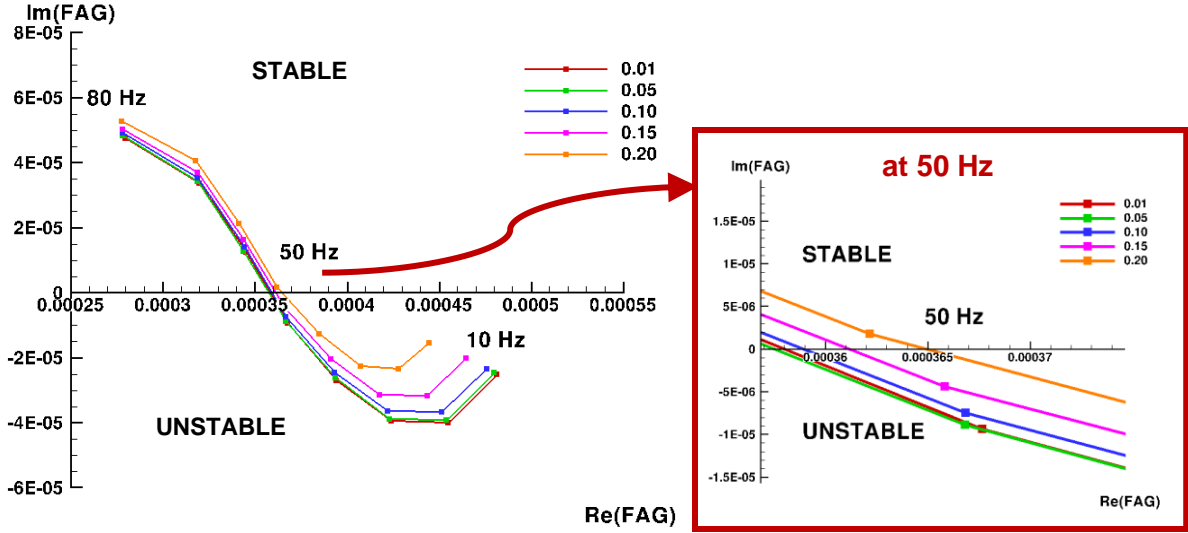 Im(FAG)
8E-05
STABLE
0.01
0.05
0.10
0.15
0.20
6E-05
80 Hz
4E-05
2E-05
50 Hz
0
0.00025
0.0003
0.00035
0.0004
0.00045
0.0005
0.00055
10 Hz
-2E-05
-4E-05
UNSTABLE
-6E-05
Re(FAG)
at 50 Hz
Im(FAG)
0.01
0.05
0.10
0.15
0.20
1.5E-05
STABLE
1E-05
5E-06
50 Hz
0
0.00036
0.000365
0.00037
-5E-06
UNSTABLE
-1E-05
-1.5E-05
Re(FAG)